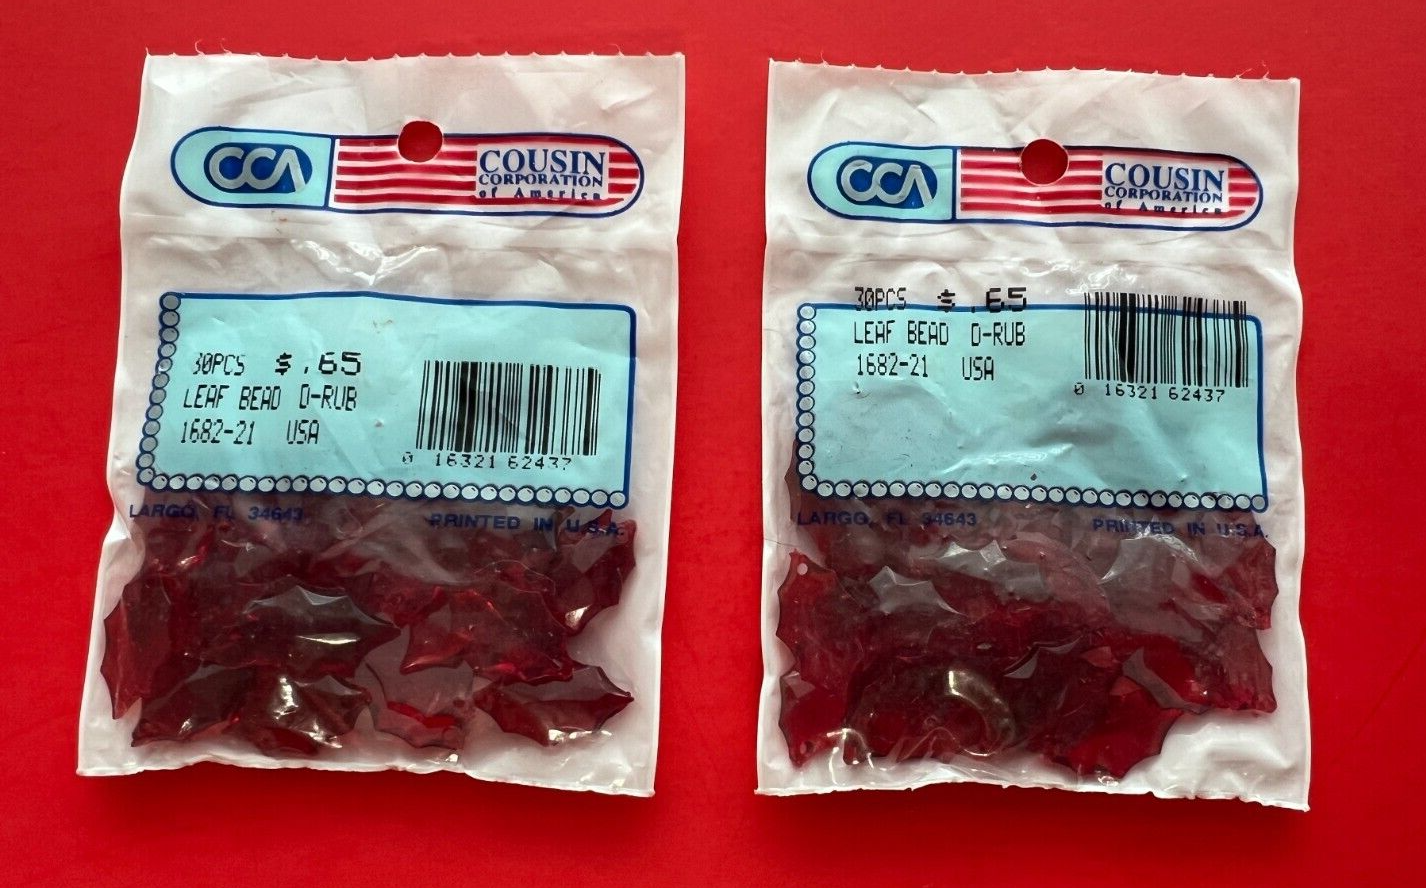 CCA
COUSIN
CORPORATION
of America
30PCS $.65
LEAF BEAD D-RUB
1682-21 USA
0 16321 62437
LARGO, FL 34643 PRINTED IN U.S.A.
CCA
COUSIN
CORPORATION
of America
30PCS $.65
LEAF BEAD D-RUB
1682-21 USA
0 16321 62437
LARGO, FL 34643 PRINTED IN U.S.A.